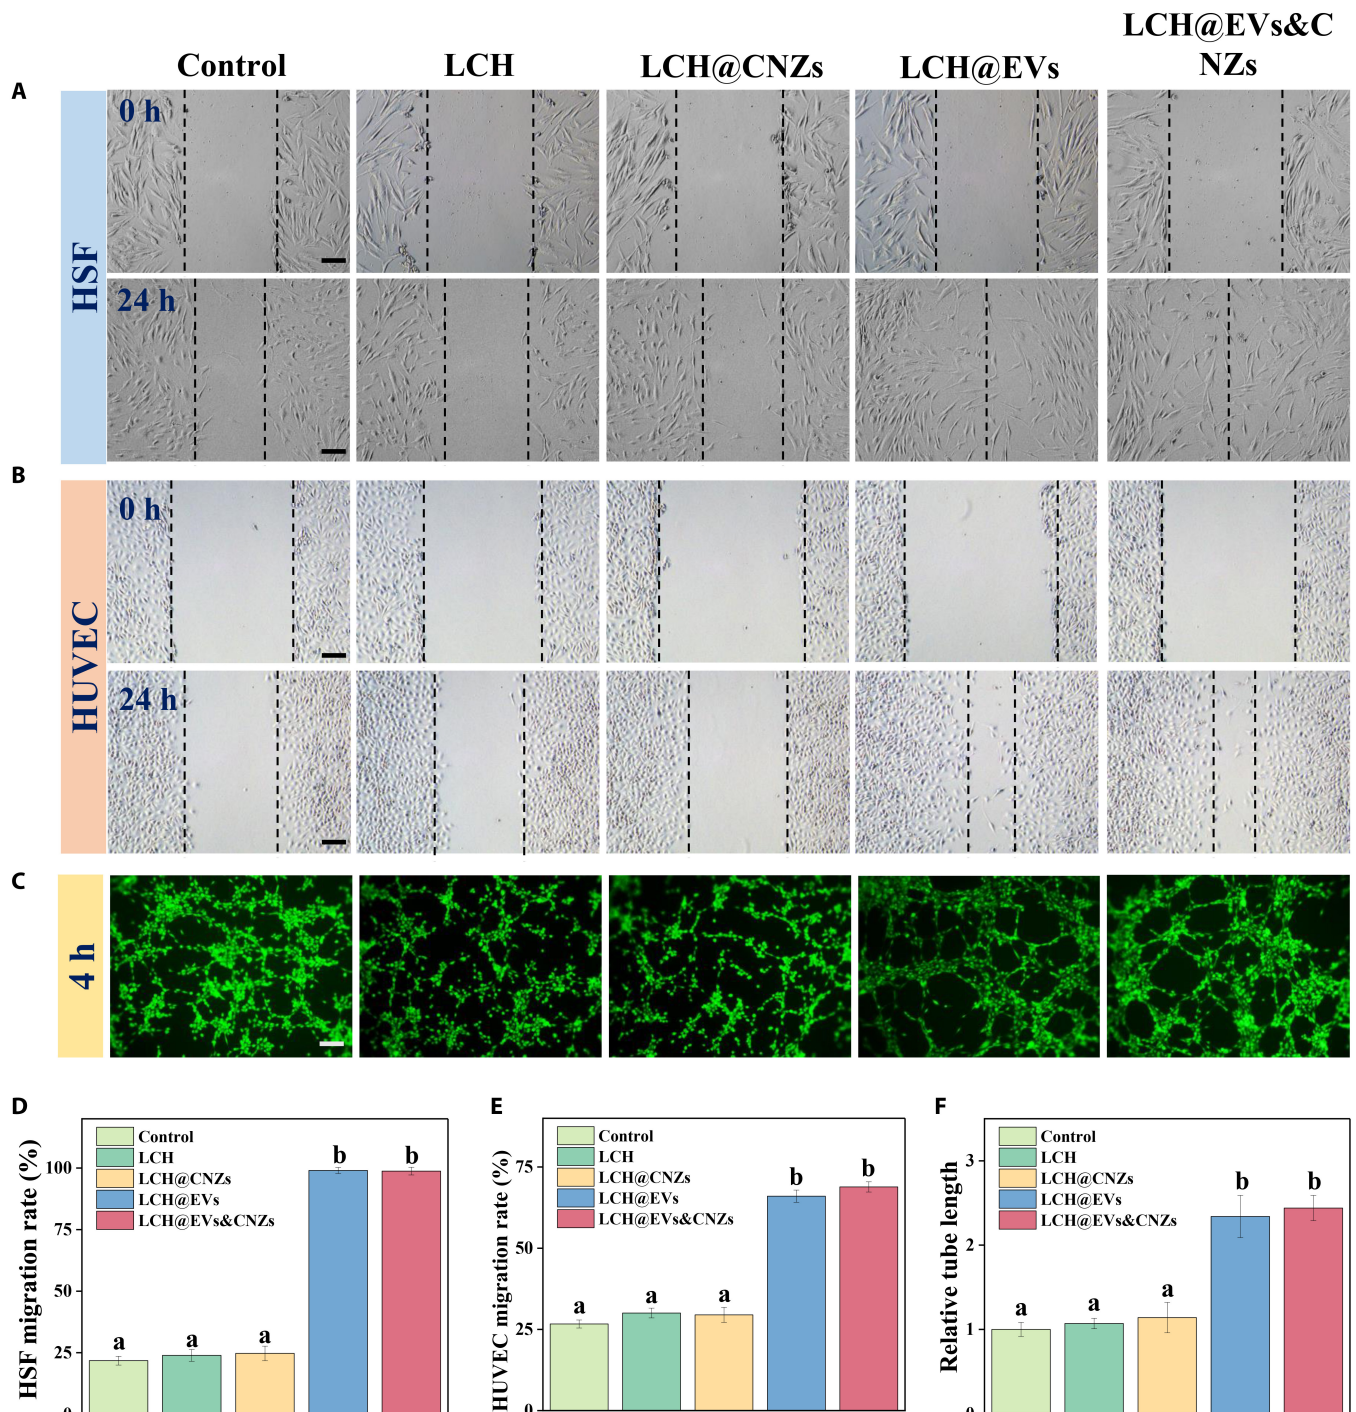 Control
LCH
LCH@CNZs
LCH@EVs
LCH@EVs&C
NZs
A
HSF
0 h
24 h
B
HUVEC
0 h
24 h
C
4 h
D
HSF migration rate (%)
100
75
50
25
0
Control
LCH
LCH@CNZs
LCH@EVs
LCH@EVs&CNZs
a
a
a
b
b
E
HUVEC migration rate (%)
75
50
25
0
Control
LCH
LCH@CNZs
LCH@EVs
LCH@EVs&CNZs
a
a
a
b
b
F
Relative tube length
3
2
1
0
Control
LCH
LCH@CNZs
LCH@EVs
LCH@EVs&CNZs
a
a
a
b
b